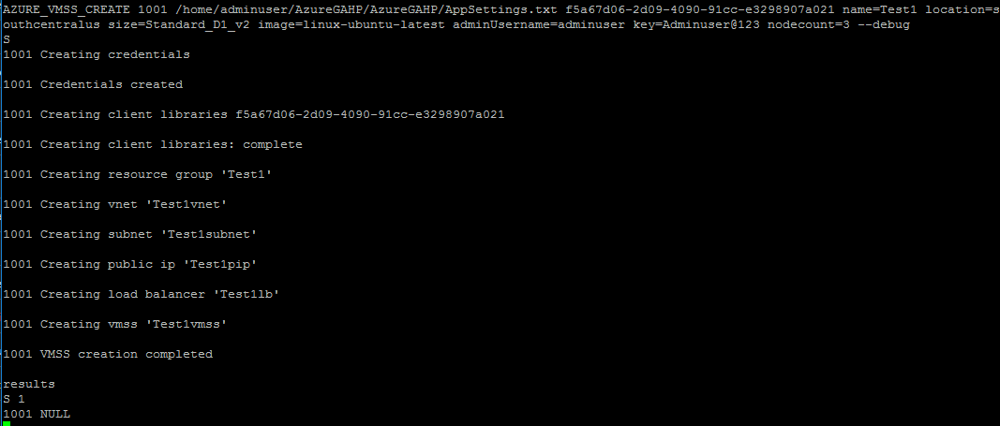 AZURE_VMSS_CREATE 1001 /home/adminuser/AzureGAHP/AzureGAHP/AppSettings.txt f5a67d06-2d09-4090-91cc-e3298907a021 name=Test1 location=s
outhcentralus size=Standard_D1_v2 image=linux-ubuntu-latest adminUsername=adminuser key=Adminuser@123 nodecount=3 --debug
S
1001 Creating credentials
1001 Credentials created
1001 Creating client libraries f5a67d06-2d09-4090-91cc-e3298907a021
1001 Creating client libraries: complete
1001 Creating resource group 'Test1'
1001 Creating vnet 'Test1vnet'
1001 Creating subnet 'Test1subnet'
1001 Creating public ip 'Test1pip'
1001 Creating load balancer 'Test1lb'
1001 Creating vmss 'Test1vmss'
1001 VMSS creation completed
results
S 1
1001 NULL